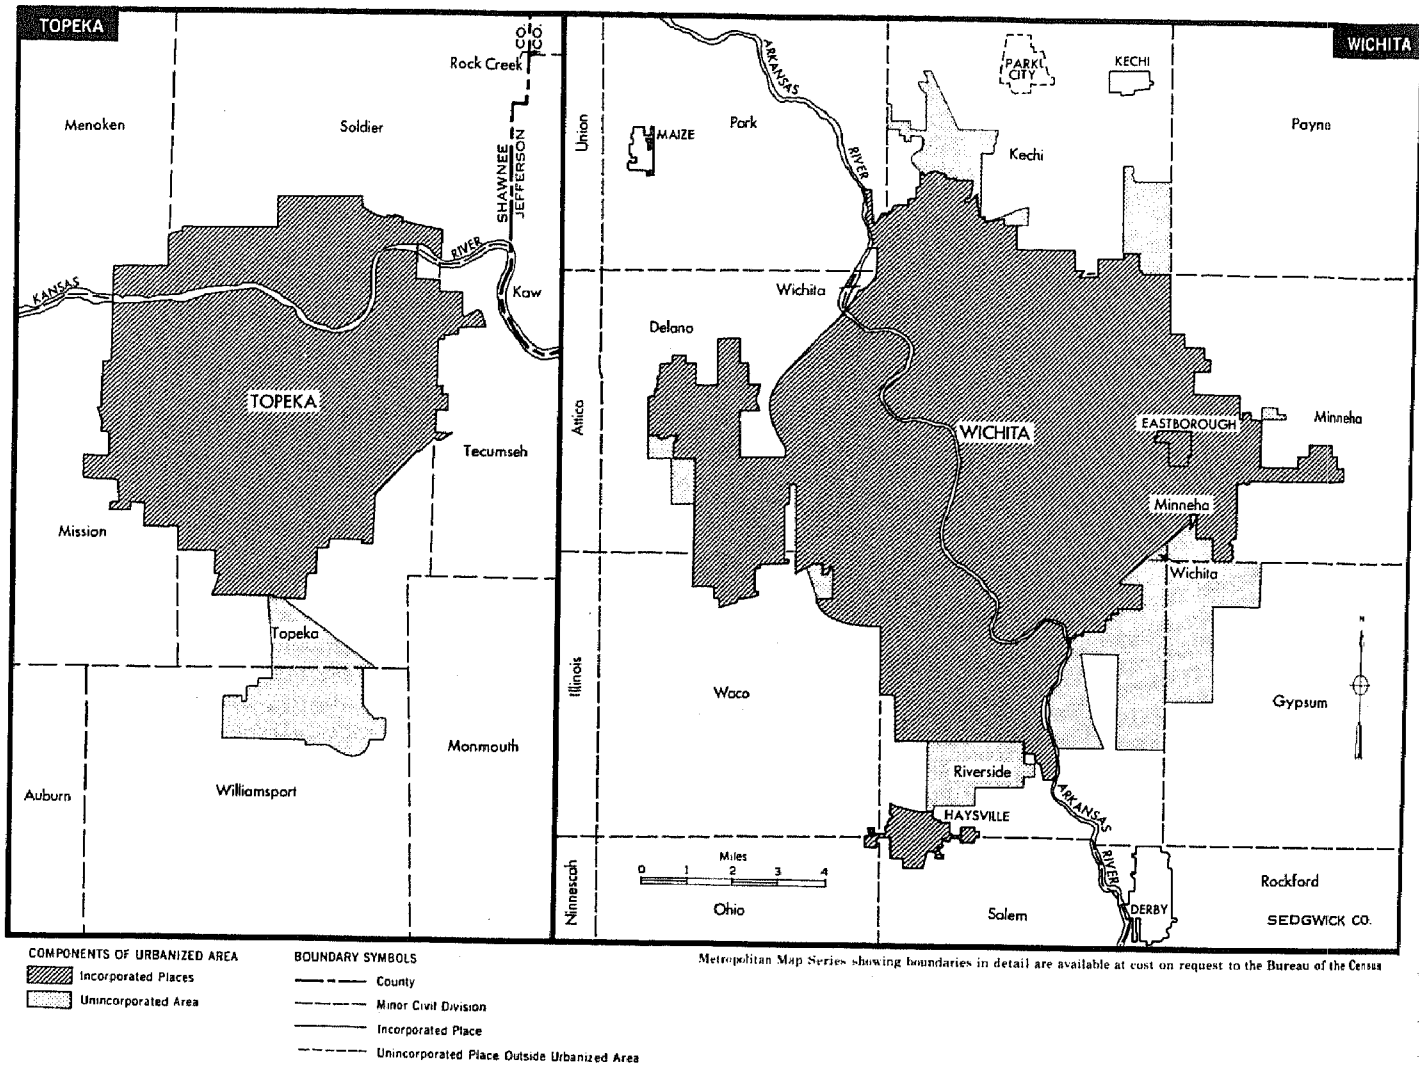 TOPEKA
CO.
CO.
Rock Creek
Menoken
Soldier
SHAWNEE
JEFFERSON
KANSAS
RIVER
Kaw
TOPEKA
Tecumseh
Mission
Topeka
Monmouth
Auburn
Williamsport
WICHITA
ARKANSAS
RIVER
PARK
CITY
KECHI
Union
MAIZE
Park
Kechi
Payne
Wichita
Delano
Attica
WICHITA
EASTBOROUGH
Minneha
Minneha
Wichita
N
Illinois
Waco
Gypsum
Riverside
ARKANSAS
RIVER
HAYSVILLE
Miles
0 1 2 3 4
Ninnescah
Ohio
Salem
DERBY
Rockford
SEDGWICK CO.
COMPONENTS OF URBANIZED AREA
Incorporated Places
Unincorporated Area
BOUNDARY SYMBOLS
County
Minor Civil Division
Incorporated Place
Unincorporated Place Outside Urbanized Area
Metropolitan Map Series showing boundaries in detail are available at cost on request to the Bureau of the Census